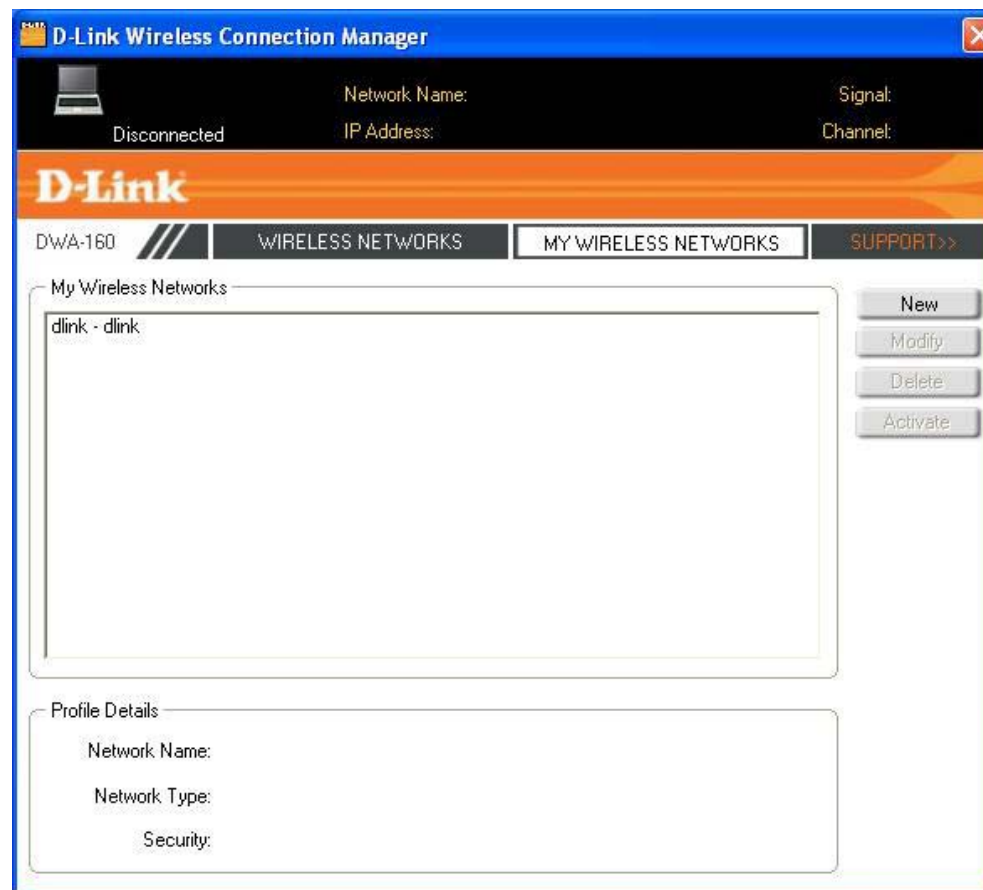 D-Link Wireless Connection Manager
Network Name:
Signal:
Disconnected
IP Address:
Channel:
D-Link
DWA-160
WIRELESS NETWORKS
MY WIRELESS NETWORKS
SUPPORT>>
My Wireless Networks
dlink - dlink
New
Modify
Delete
Activate
Profile Details
Network Name:
Network Type:
Security: